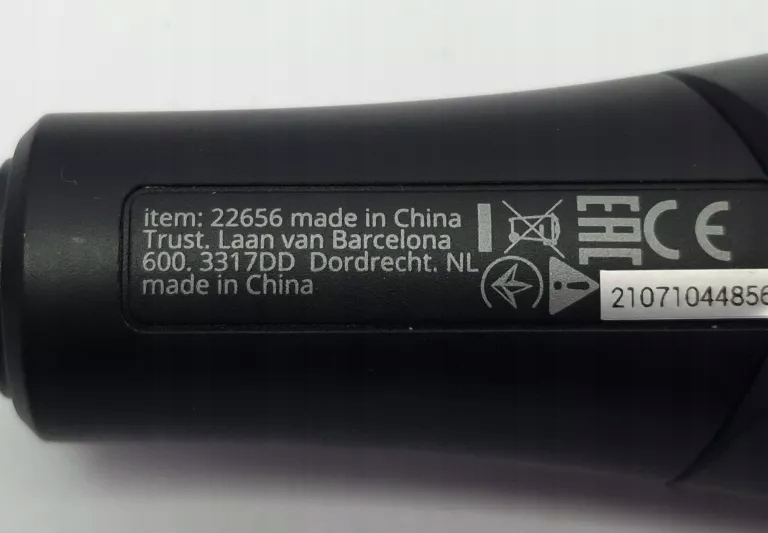 item: 22656 made in China
Trust. Laan van Barcelona
600. 3317DD Dordrecht. NL
made in China
EAC CE
21071044856